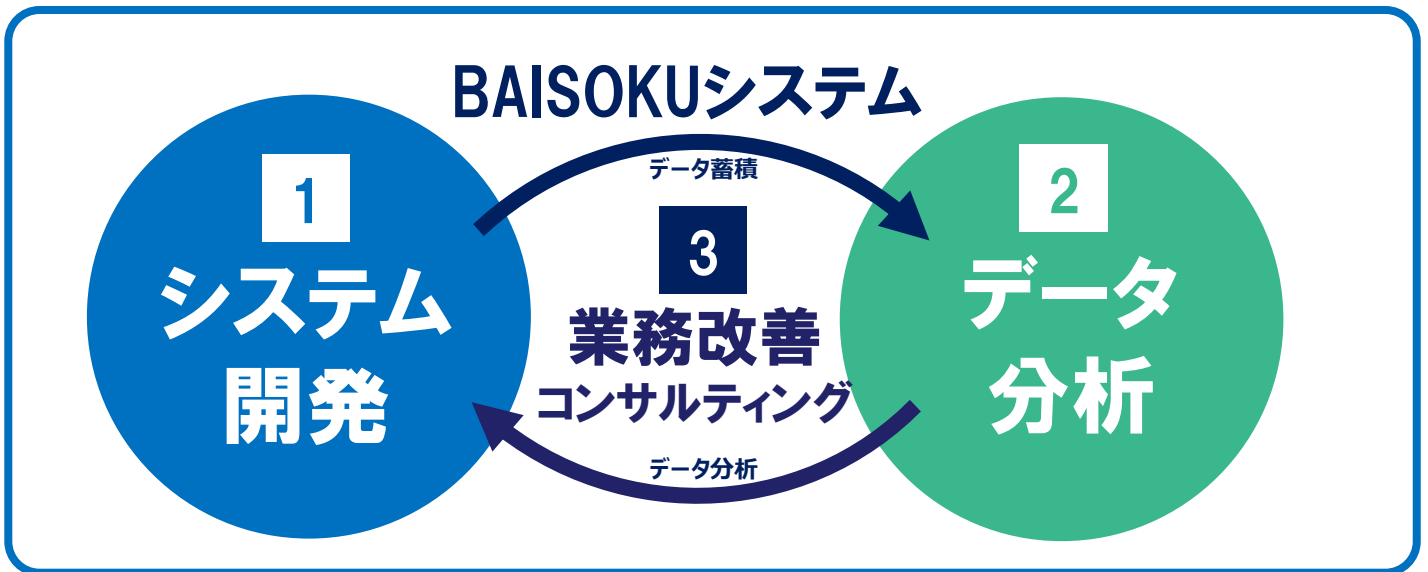 BAISOKUシステム
1
システム
開発
データ蓄積
3
業務改善
コンサルティング
データ分析
2
データ
分析